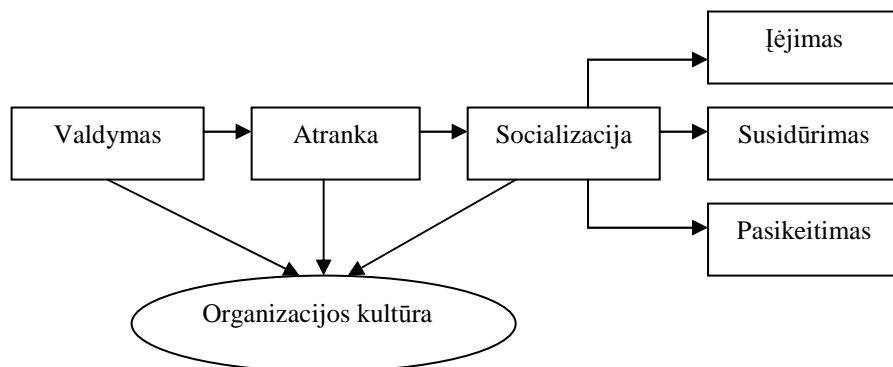 Įėjimas
Valdymas
Atranka
Socializacija
Susidūrimas
Pasikeitimas
Organizacijos kultūra